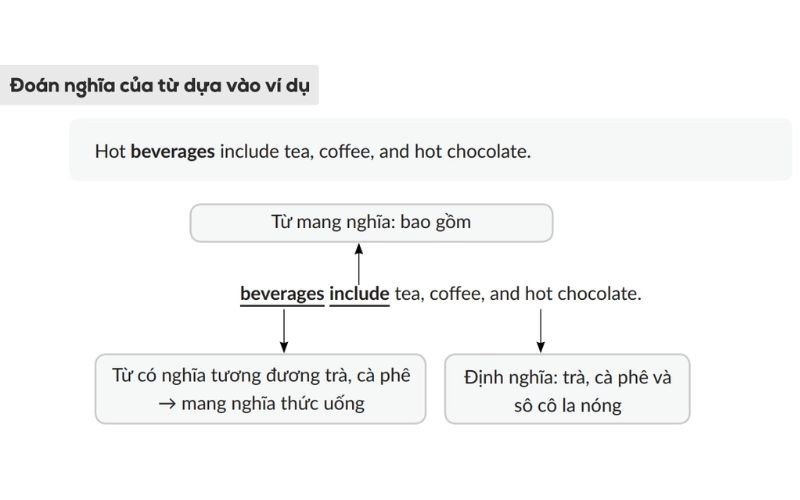 Đoán nghĩa của từ dựa vào ví dụ
Hot beverages include tea, coffee, and hot chocolate.
Từ mang nghĩa: bao gồm
beverages include tea, coffee, and hot chocolate.
Từ có nghĩa tương đương trà, cà phê
→ mang nghĩa thức uống
Định nghĩa: trà, cà phê và
sô cô la nóng